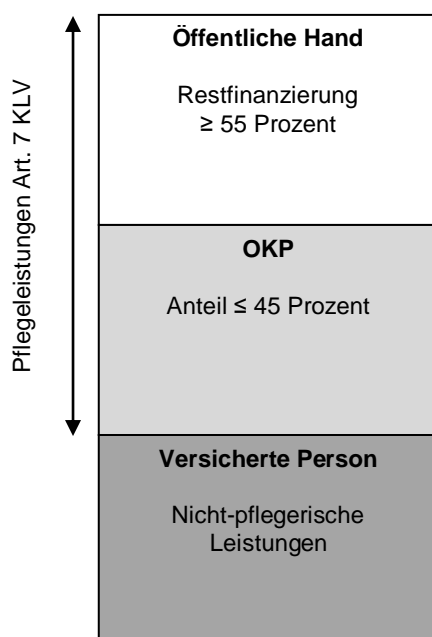 Pflegeleistungen Art. 7 KLV
Öffentliche Hand
Restfinanzierung
≥ 55 Prozent
OKP
Anteil ≤ 45 Prozent
Versicherte Person
Nicht-pflegerische
Leistungen